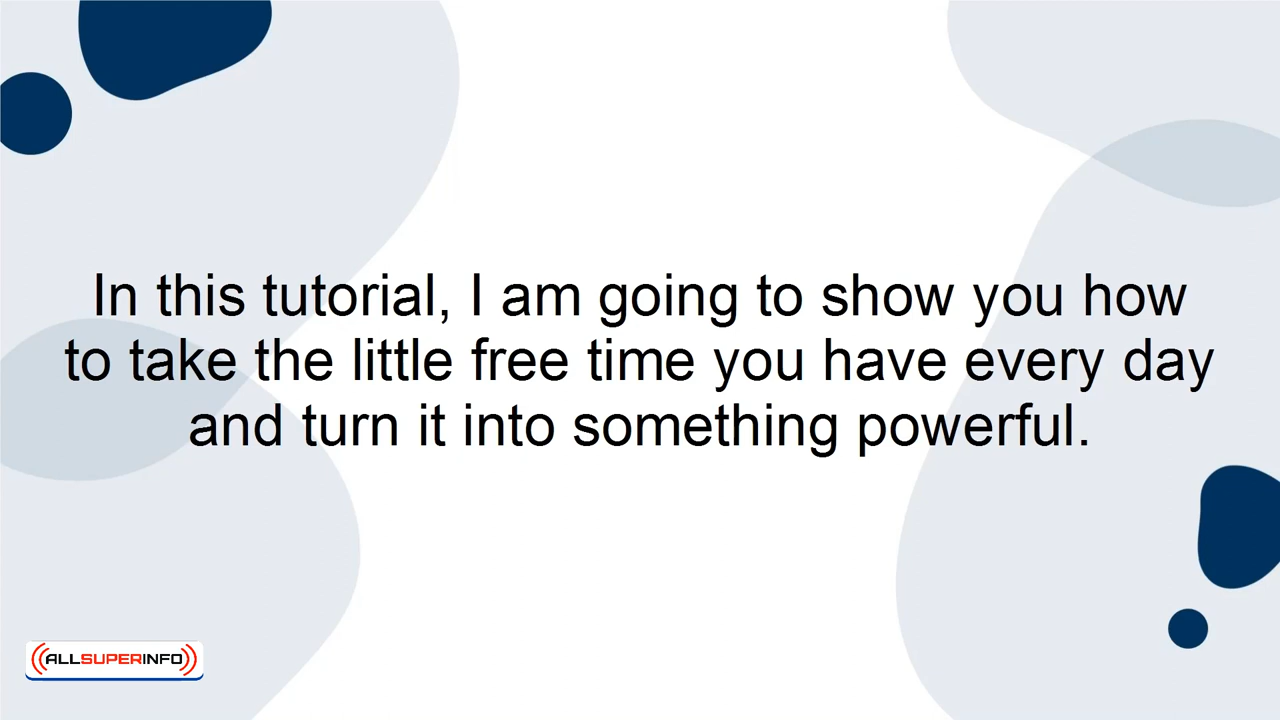 In this tutorial, I am going to show you how
to take the little free time you have every day
and turn it into something powerful.
ALLSUPERINFO